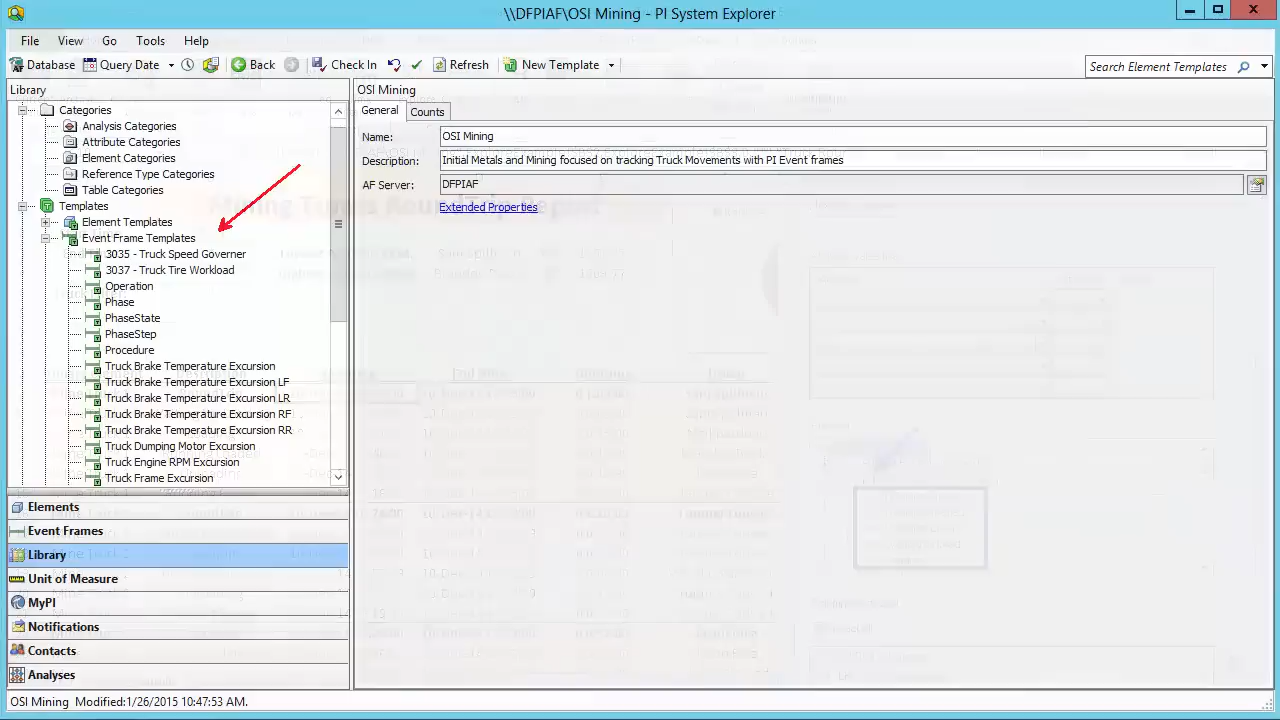 \\DFPIAF\OSI Mining - PI System Explorer
File View Go Tools Help
Database Query Date Back Check In Refresh New Template Search Element Templates
Library
Categories
Analysis Categories
Attribute Categories
Element Categories
Reference Type Categories
Table Categories
Templates
Element Templates
Event Frame Templates
3035 - Truck Speed Governer
3037 - Truck Tire Workload
Operation
Phase
PhaseState
PhaseStep
Procedure
Truck Brake Temperature Excursion
Truck Brake Temperature Excursion LF
Truck Brake Temperature Excursion LR
Truck Brake Temperature Excursion RF
Truck Brake Temperature Excursion RR
Truck Dumping Motor Excursion
Truck Engine RPM Excursion
Truck Frame Excursion
Elements
Event Frames
Library
Unit of Measure
MyPI
Notifications
Contacts
Analyses
OSI Mining
General Counts
Name: OSI Mining
Description: Initial Metals and Mining focused on tracking Truck Movements with PI Event frames
AF Server: DFPIAF
Extended Properties
OSI Mining Modified:1/26/2015 10:47:53 AM.